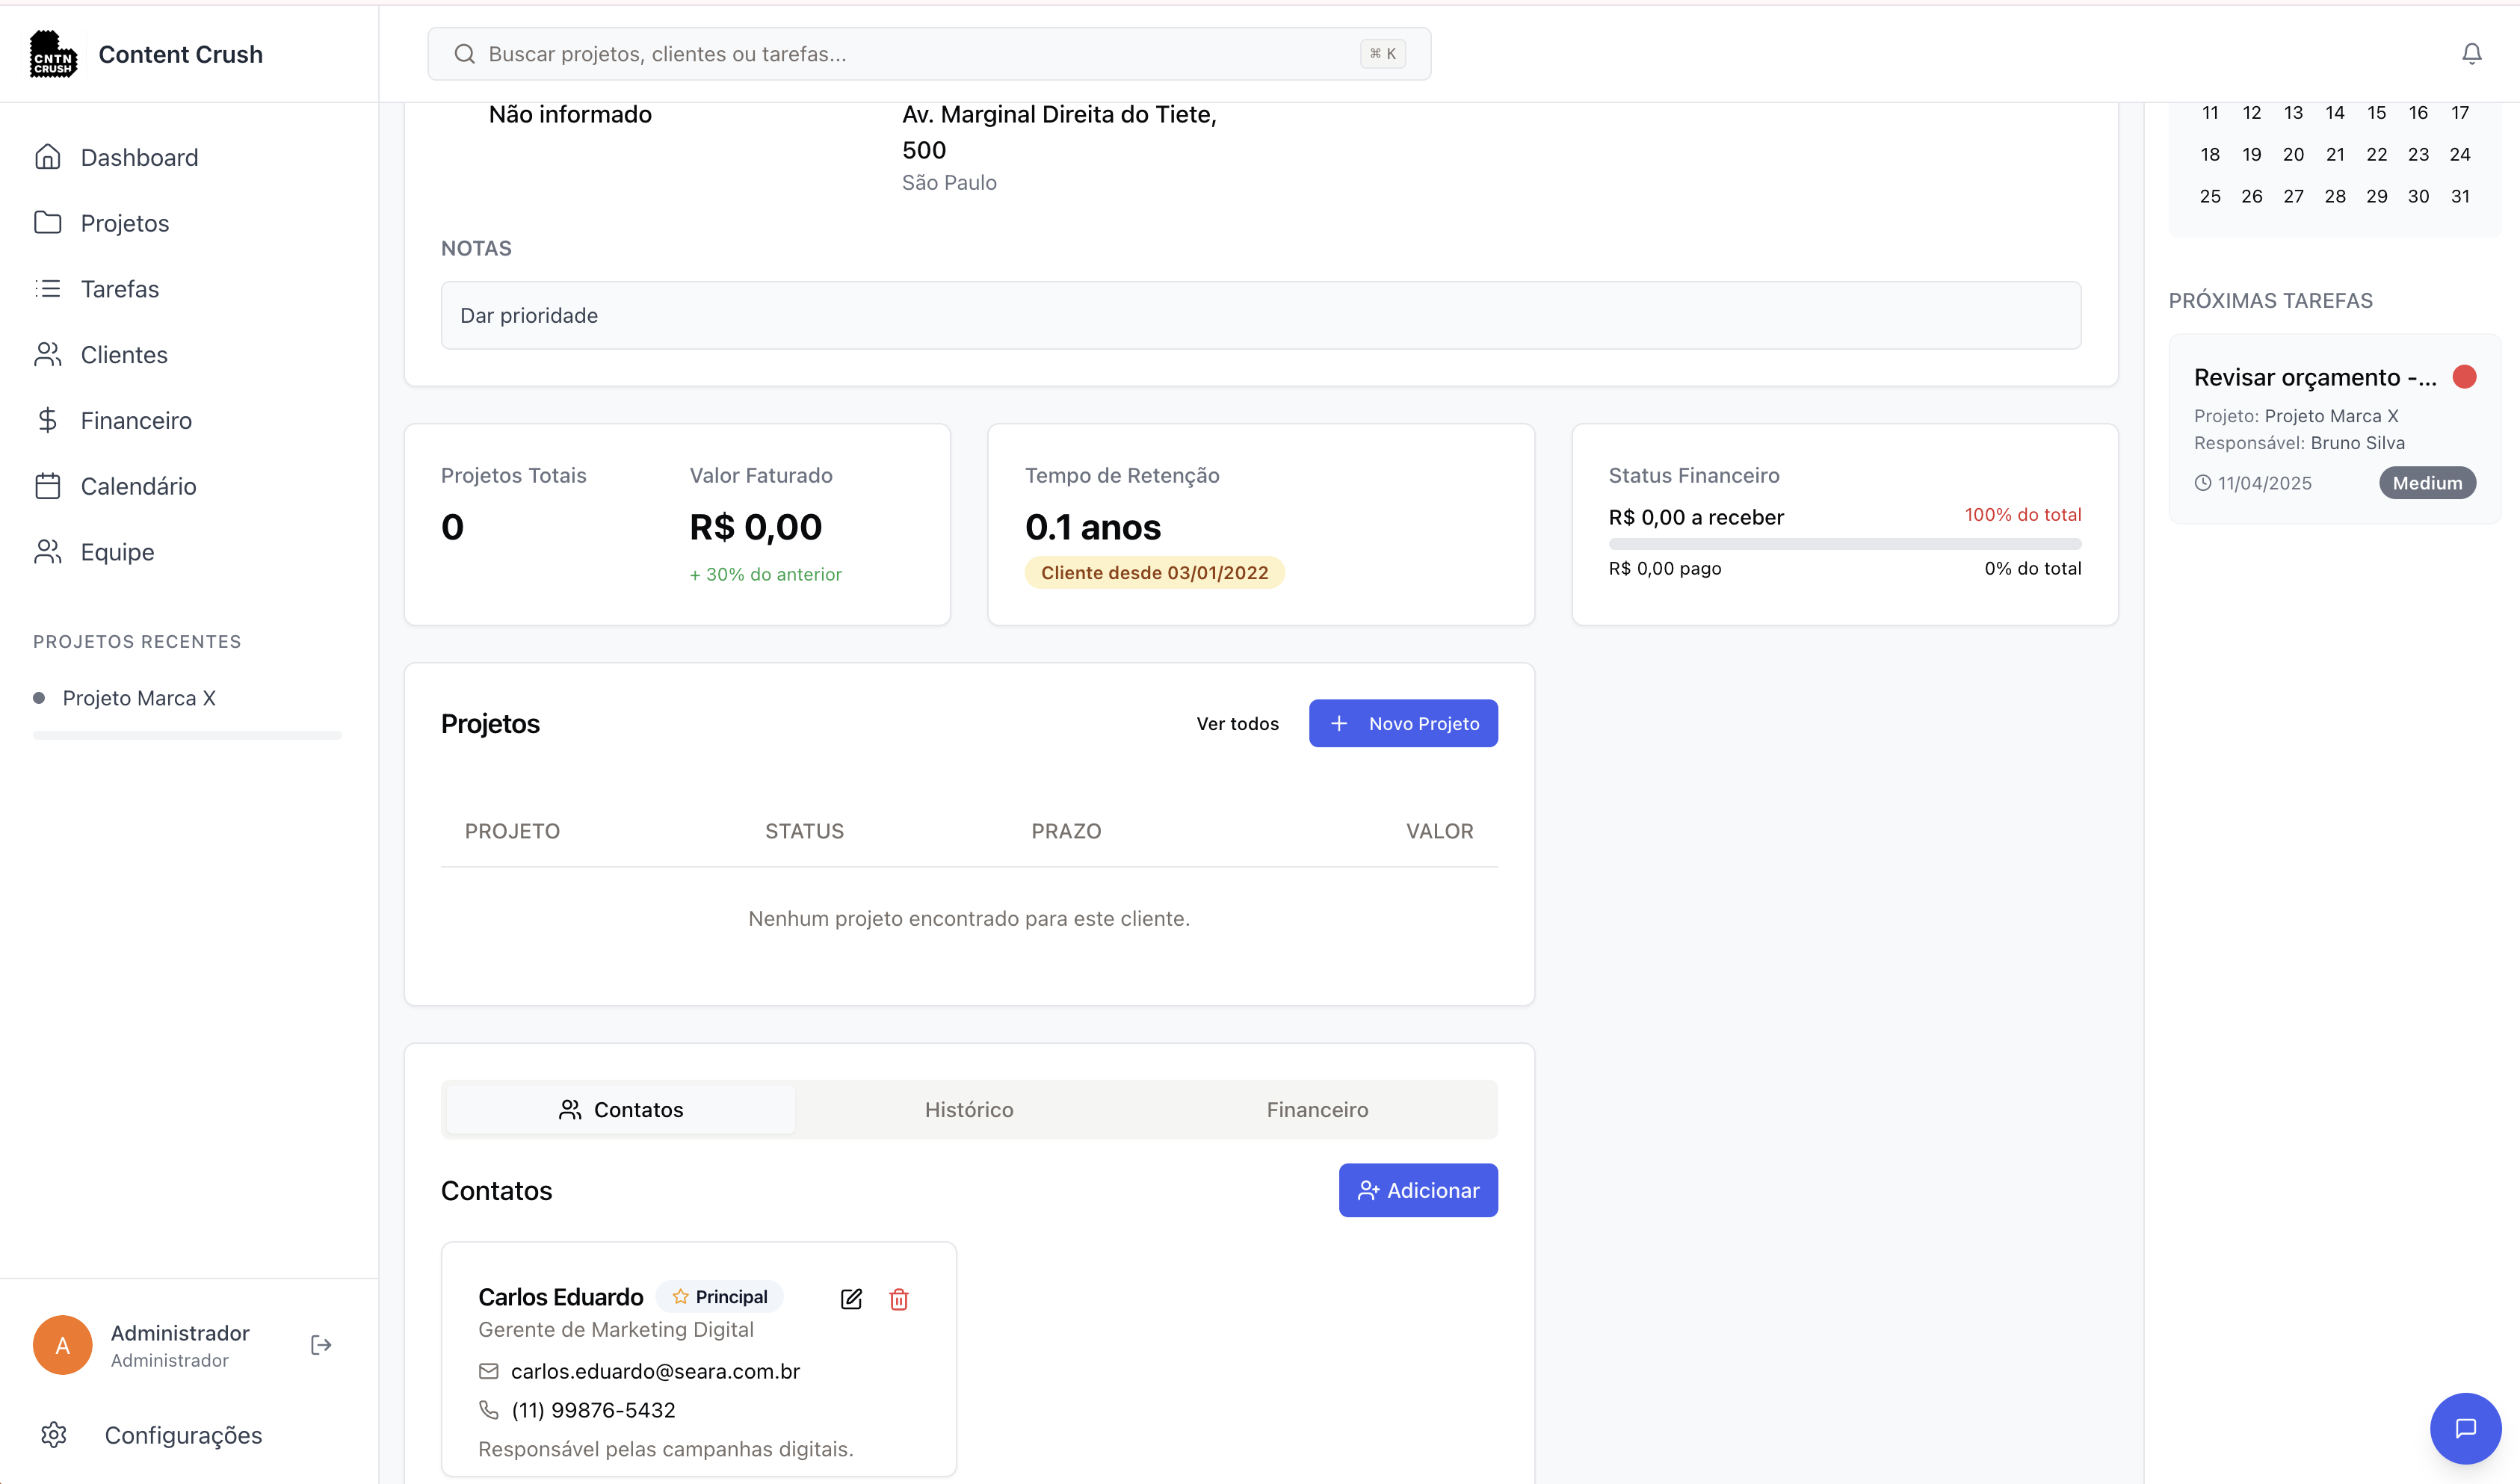 CNTN
CRUSH
Content Crush
Buscar projetos, clientes ou tarefas...
⌘ K
Dashboard
Projetos
Tarefas
Clientes
Financeiro
Calendário
Equipe
PROJETOS RECENTES
Projeto Marca X
A
Administrador
Administrador
Configurações
Não informado
Av. Marginal Direita do Tiete,
500
São Paulo
NOTAS
Dar prioridade
Projetos Totais
0
Valor Faturado
R$ 0,00
+ 30% do anterior
Tempo de Retenção
0.1 anos
Cliente desde 03/01/2022
Status Financeiro
R$ 0,00 a receber
100% do total
R$ 0,00 pago
0% do total
Projetos
Ver todos
Novo Projeto
PROJETO STATUS PRAZO VALOR
Nenhum projeto encontrado para este cliente.
Contatos
Histórico
Financeiro
Contatos
Adicionar
Carlos Eduardo
Principal
Gerente de Marketing Digital
carlos.eduardo@seara.com.br
(11) 99876-5432
Responsável pelas campanhas digitais.
11 12 13 14 15 16 17
18 19 20 21 22 23 24
25 26 27 28 29 30 31
PRÓXIMAS TAREFAS
Revisar orçamento -...
Projeto: Projeto Marca X
Responsável: Bruno Silva
11/04/2025
Medium